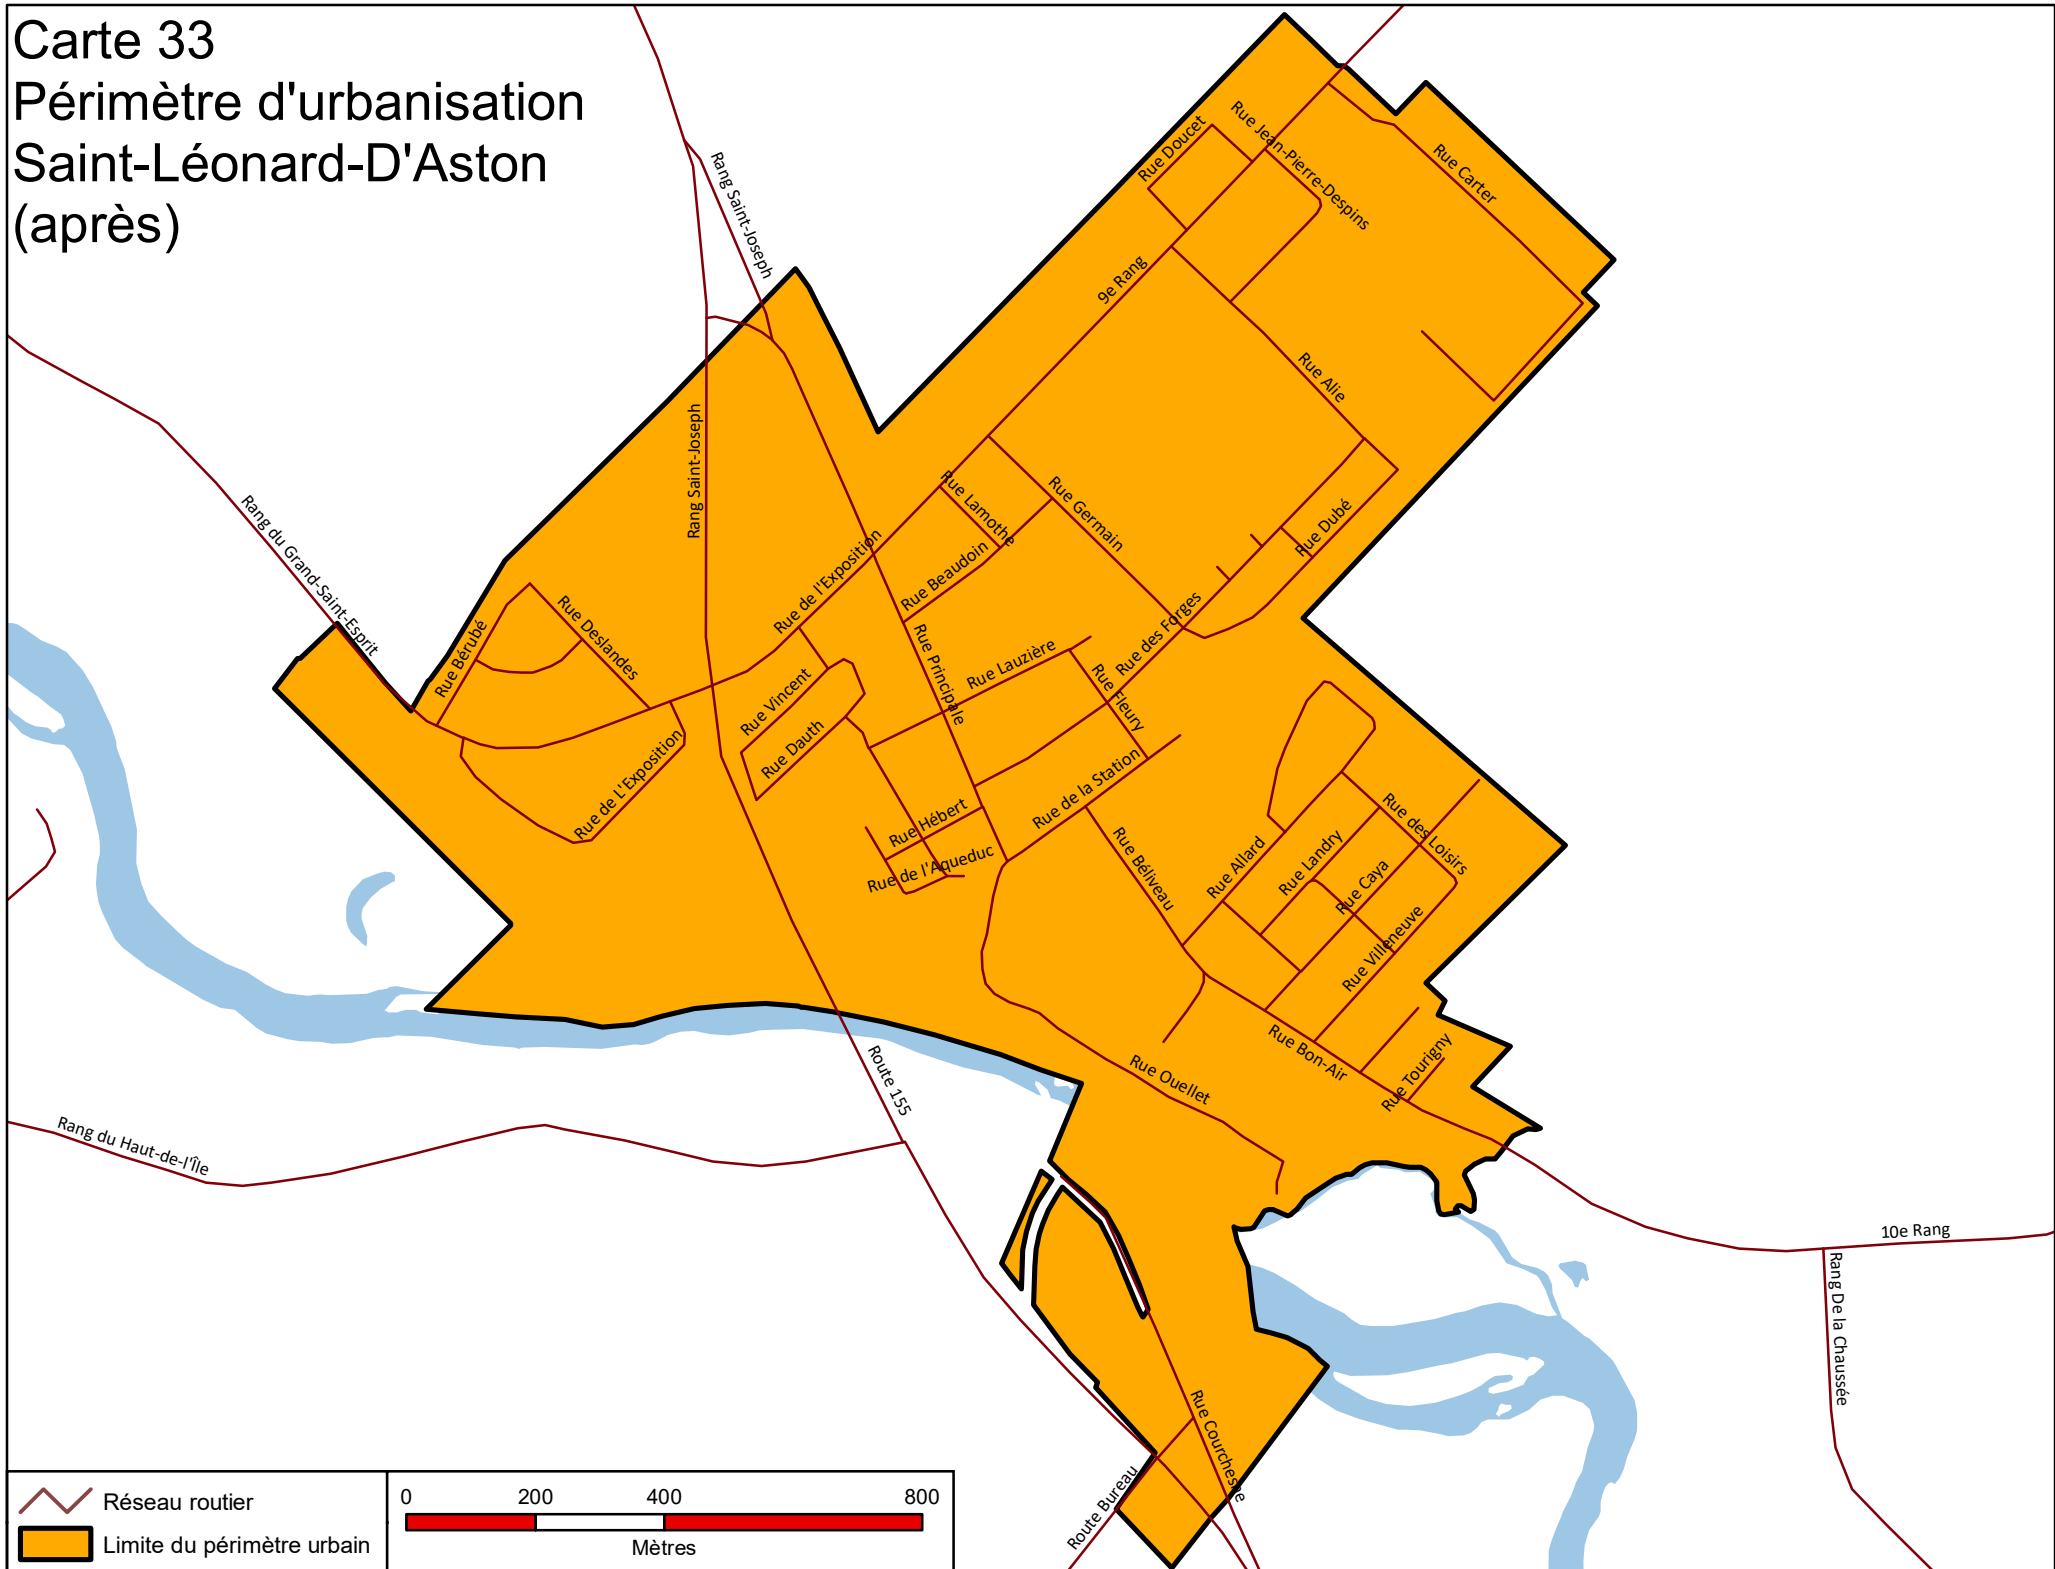 Carte 33
Périmètre d'urbanisation
Saint-Léonard-D'Aston
(après)
Rang Saint-Joseph
Rue Doucet
Rue Jean-Pierre-Despins
Rue Carter
9e Rang
Rue Alie
Rang Saint-Joseph
Rang du Grand-Saint-Esprit
Rue Lamothe
Rue Germain
Rue Dubé
Rue de l'Exposition
Rue Beaudoin
Rue Bérubé
Rue Deslandes
Rue des Forges
Rue Principale
Rue Lauzière
Rue Fleury
Rue Vincent
Rue Dauth
Rue de L'Exposition
Rue de la Station
Rue Hébert
Rue de l'Aqueduc
Rue Béliveau
Rue Allard
Rue Landry
Rue des Loisirs
Rue Caya
Rue Villeneuve
Rue Bon-Air
Rue Tourigny
Rue Ouellet
Route 155
Rang du Haut-de-l'Île
10e Rang
Rang De la Chaussée
Rue Courchesne
Route Bureau
Réseau routier
Limite du périmètre urbain
0 200 400 800
Mètres